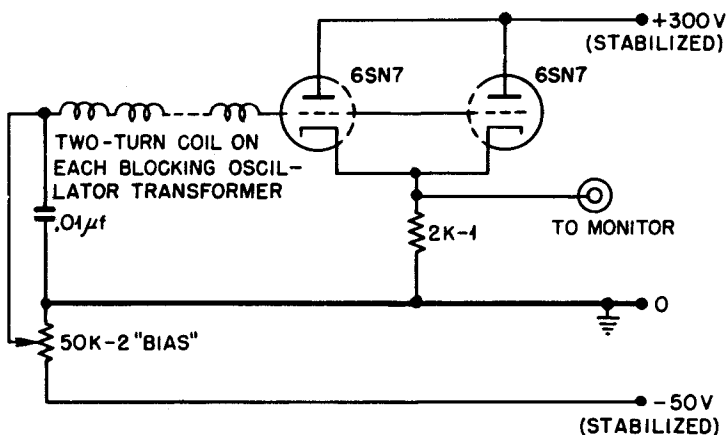 +300V
(STABILIZED)
6SN7
6SN7
TWO-TURN COIL ON
EACH BLOCKING OSCIL-
LATOR TRANSFORMER
.01μf
2K-1
TO MONITOR
0
50K-2 "BIAS"
-50V
(STABILIZED)